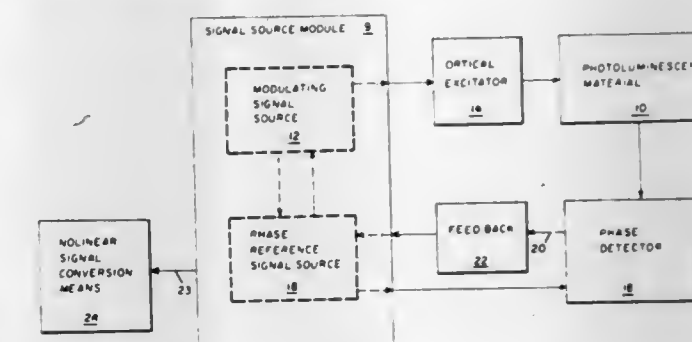 SIGNAL SOURCE MODULE 9
MODULATING
SIGNAL
SOURCE
12
OPTICAL
EXCITATOR
14
PHOTOLUMINESCEN
MATERIAL
10
NOLINEAR
SIGNAL
CONVERSION
MEANS
24
23
PHASE
REFERENCE
SIGNAL SOURCE
18
FEED BACK
22
20
PHASE
DETECTOR